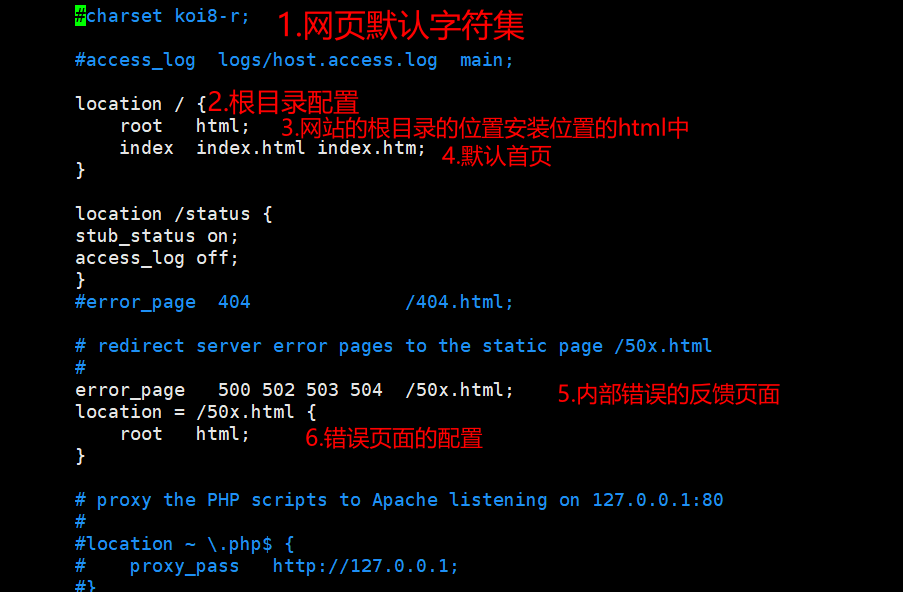 #charset koi8-r; 1.网页默认字符集
#access_log logs/host.access.log main;
location / { 2.根目录配置
root html; 3.网站的根目录的位置安装位置的html中
index index.html index.htm; 4.默认首页
}
location /status {
stub_status on;
access_log off;
}
#error_page 404 /404.html;
# redirect server error pages to the static page /50x.html
#
error_page 500 502 503 504 /50x.html; 5.内部错误的反馈页面
location = /50x.html {
root html; 6.错误页面的配置
}
# proxy the PHP scripts to Apache listening on 127.0.0.1:80
#
#location ~ \.php$ {
# proxy_pass http://127.0.0.1;
#}